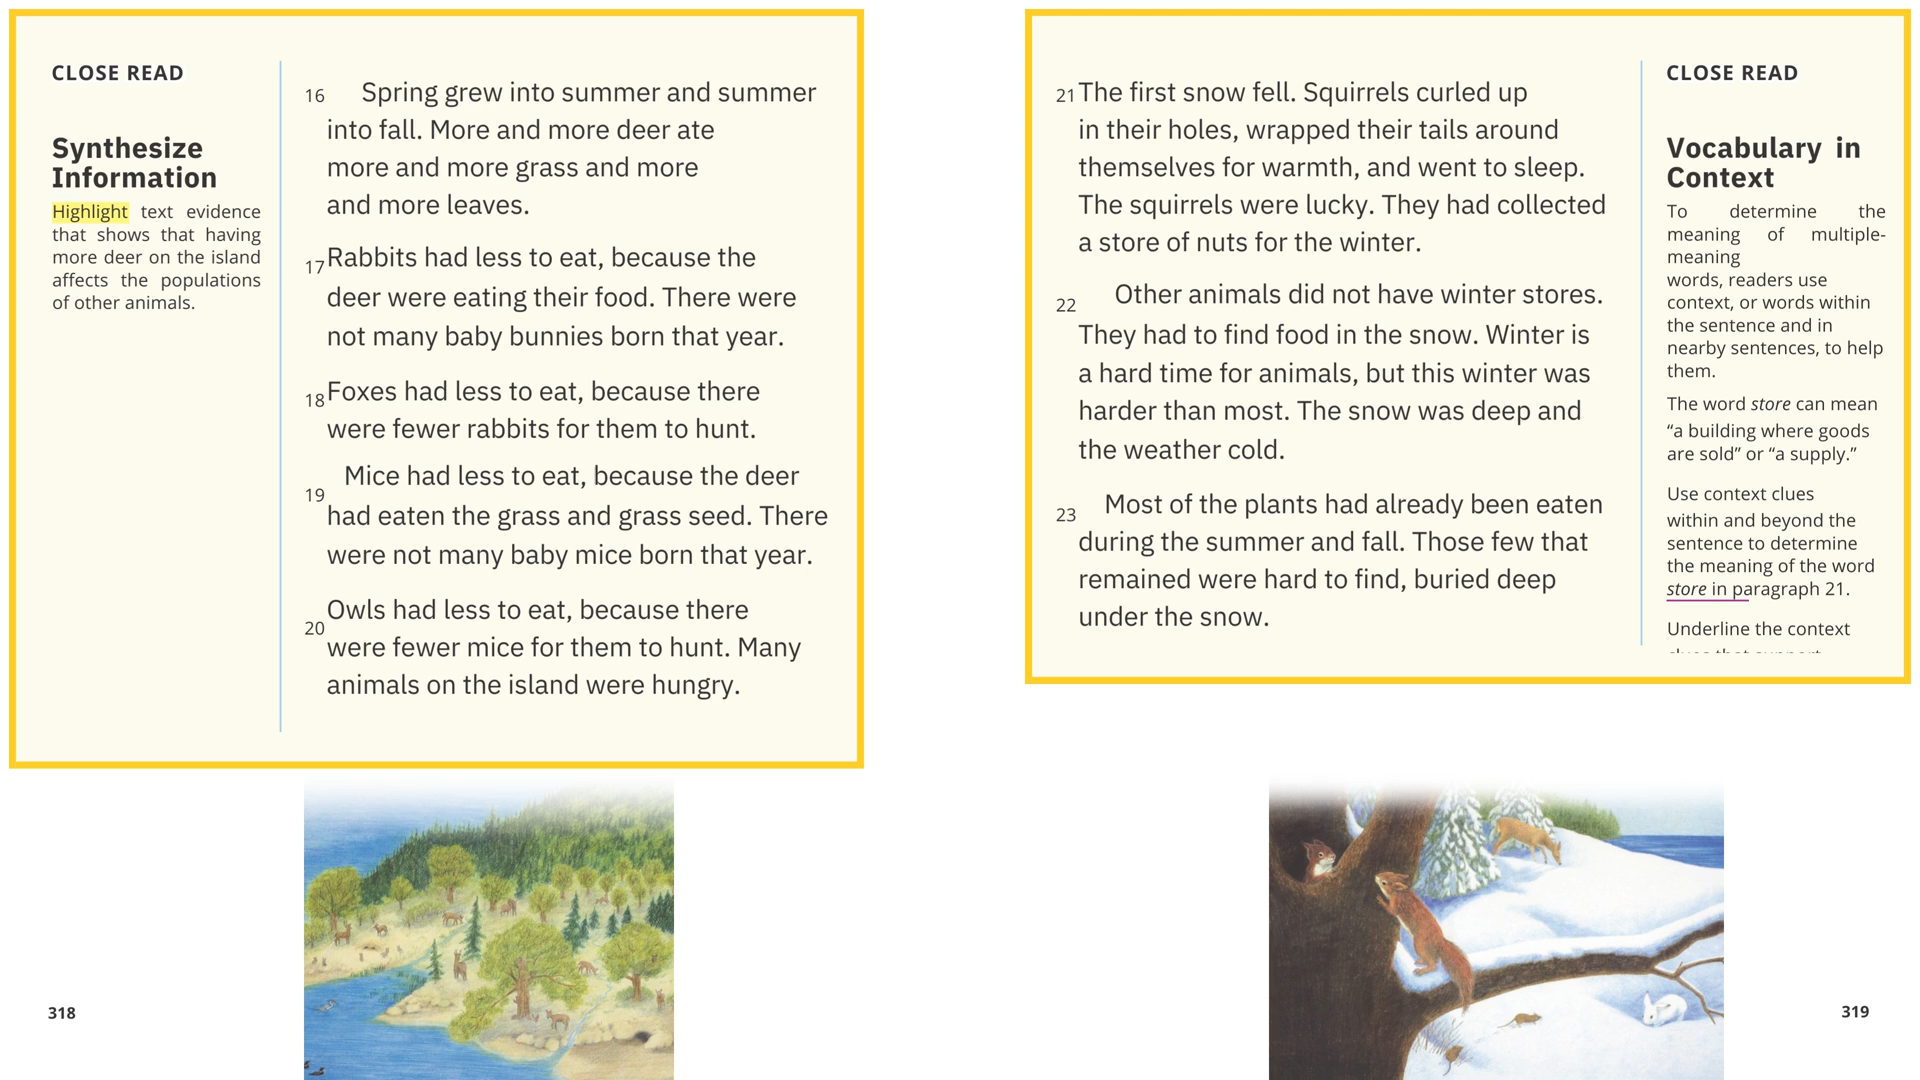 CLOSE READ
Synthesize
Information
Highlight text evidence
that shows that having
more deer on the island
affects the populations
of other animals.
16 Spring grew into summer and summer
into fall. More and more deer ate
more and more grass and more
and more leaves.
17 Rabbits had less to eat, because the
deer were eating their food. There were
not many baby bunnies born that year.
18 Foxes had less to eat, because there
were fewer rabbits for them to hunt.
19 Mice had less to eat, because the deer
had eaten the grass and grass seed. There
were not many baby mice born that year.
20 Owls had less to eat, because there
were fewer mice for them to hunt. Many
animals on the island were hungry.
318
21 The first snow fell. Squirrels curled up
in their holes, wrapped their tails around
themselves for warmth, and went to sleep.
The squirrels were lucky. They had collected
a store of nuts for the winter.
22 Other animals did not have winter stores.
They had to find food in the snow. Winter is
a hard time for animals, but this winter was
harder than most. The snow was deep and
the weather cold.
23 Most of the plants had already been eaten
during the summer and fall. Those few that
remained were hard to find, buried deep
under the snow.
CLOSE READ
Vocabulary in
Context
To determine the
meaning of multiple-
meaning
words, readers use
context, or words within
the sentence and in
nearby sentences, to help
them.
The word store can mean
“a building where goods
are sold” or “a supply.”
Use context clues
within and beyond the
sentence to determine
the meaning of the word
store in paragraph 21.
Underline the context
319